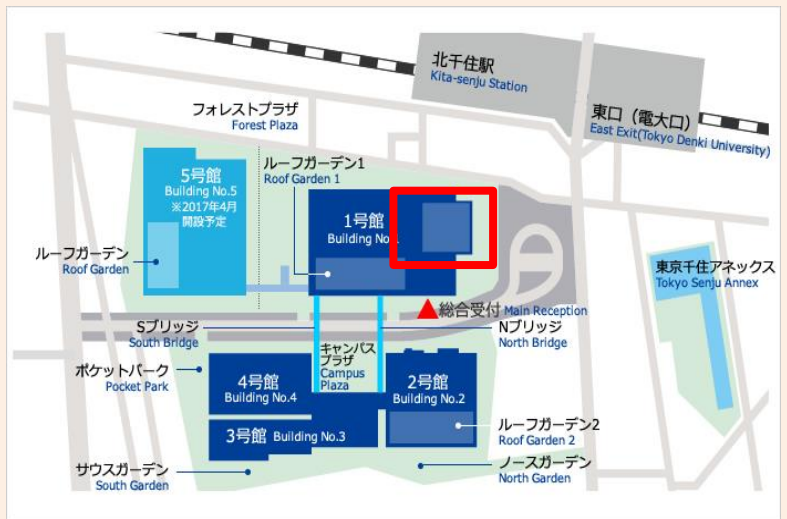 北千住駅
Kita-senju Station
東口（電大口）
East Exit(Tokyo Denki University)
フォレストプラザ
Forest Plaza
5号館
Building No.5
※2017年4月
開設予定
ルーフガーデン1
Roof Garden 1
1号館
Building No.1
ルーフガーデン
Roof Garden
東京千住アネックス
Tokyo Senju Annex
総合受付 Main Reception
Sブリッジ
South Bridge
Nブリッジ
North Bridge
キャンパス
プラザ
Campus
Plaza
ポケットパーク
Pocket Park
4号館
Building No.4
2号館
Building No.2
3号館 Building No.3
ルーフガーデン2
Roof Garden 2
サウスガーデン
South Garden
ノースガーデン
North Garden